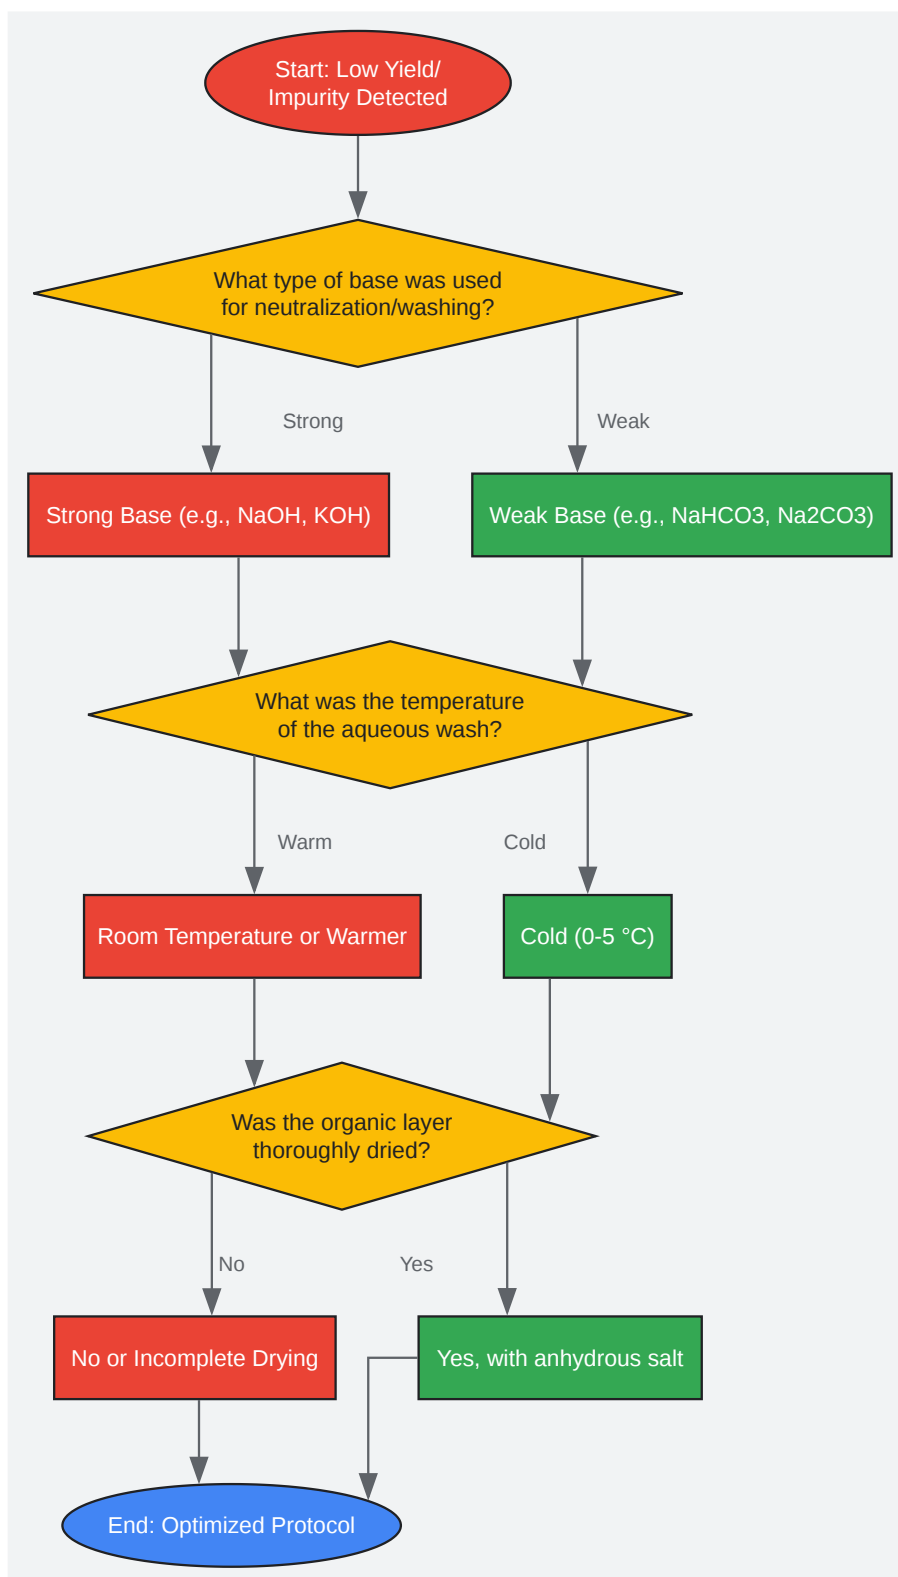 Start: Low Yield/
Impurity Detected
What type of base was used
for neutralization/washing?
Strong
Weak
Strong Base (e.g., NaOH, KOH)
Weak Base (e.g., NaHCO3, Na2CO3)
What was the temperature
of the aqueous wash?
Warm
Cold
Room Temperature or Warmer
Cold (0-5 °C)
Was the organic layer
thoroughly dried?
No
Yes
No or Incomplete Drying
Yes, with anhydrous salt
End: Optimized Protocol